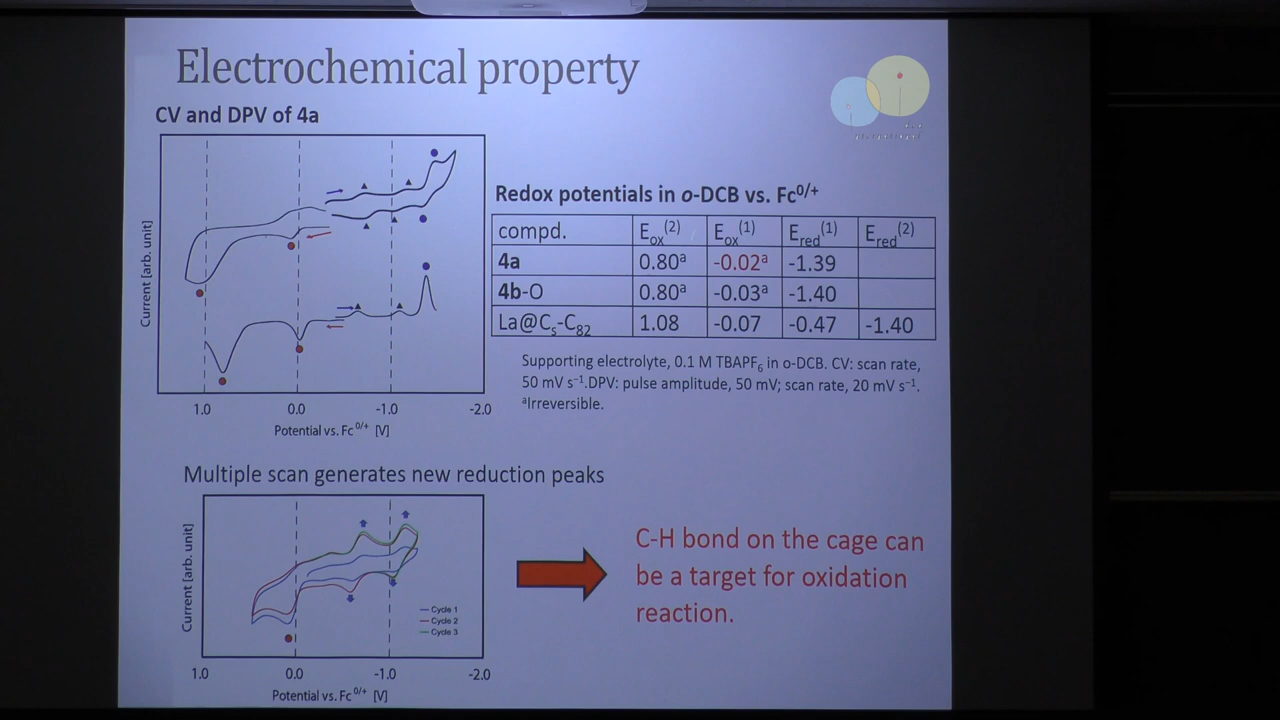 Electrochemical property
CV and DPV of 4a
Current [arb. unit]
1.0 0.0 -1.0 -2.0
Potential vs. Fc0/+ [V]
Redox potentials in o-DCB vs. Fc0/+
compd. Eox(2) Eox(1) Ered(1) Ered(2)
4a 0.80a -0.02a -1.39
4b-O 0.80a -0.03a -1.40
La@Cs-C82 1.08 -0.07 -0.47 -1.40
Supporting electrolyte, 0.1 M TBAPF6 in o-DCB. CV: scan rate,
50 mV s−1.DPV: pulse amplitude, 50 mV; scan rate, 20 mV s−1.
aIrreversible.
Multiple scan generates new reduction peaks
Current [arb. unit]
Cycle 1
Cycle 2
Cycle 3
1.0 0.0 -1.0 -2.0
Potential vs. Fc0/+ [V]
C-H bond on the cage can
be a target for oxidation
reaction.